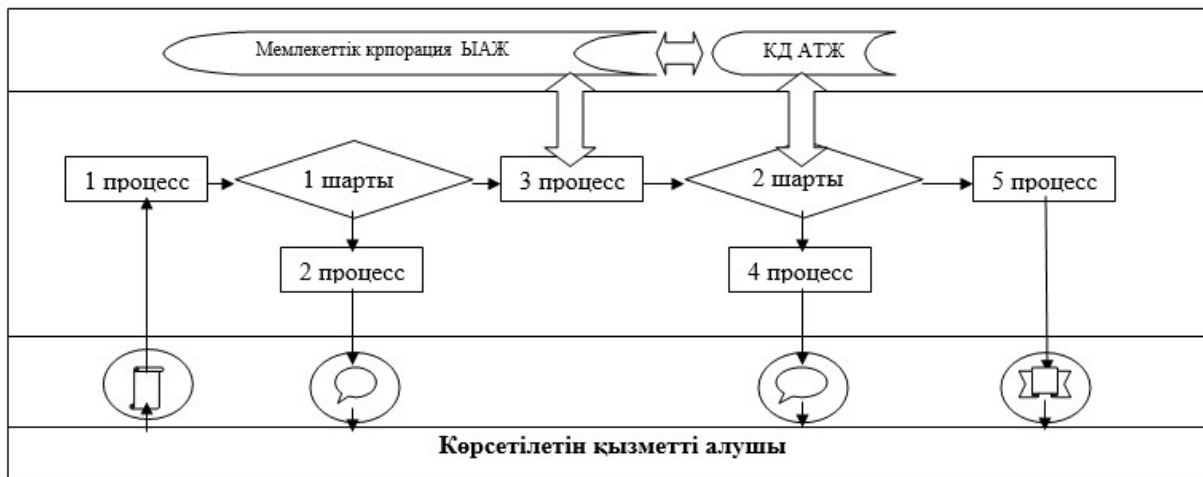 Мемлекеттік крпорация ЫАЖ
КД АТЖ
1 процесс
1 шарты
3 процесс
2 шарты
5 процесс
2 процесс
4 процесс
Көрсетілетін қызметті алушы